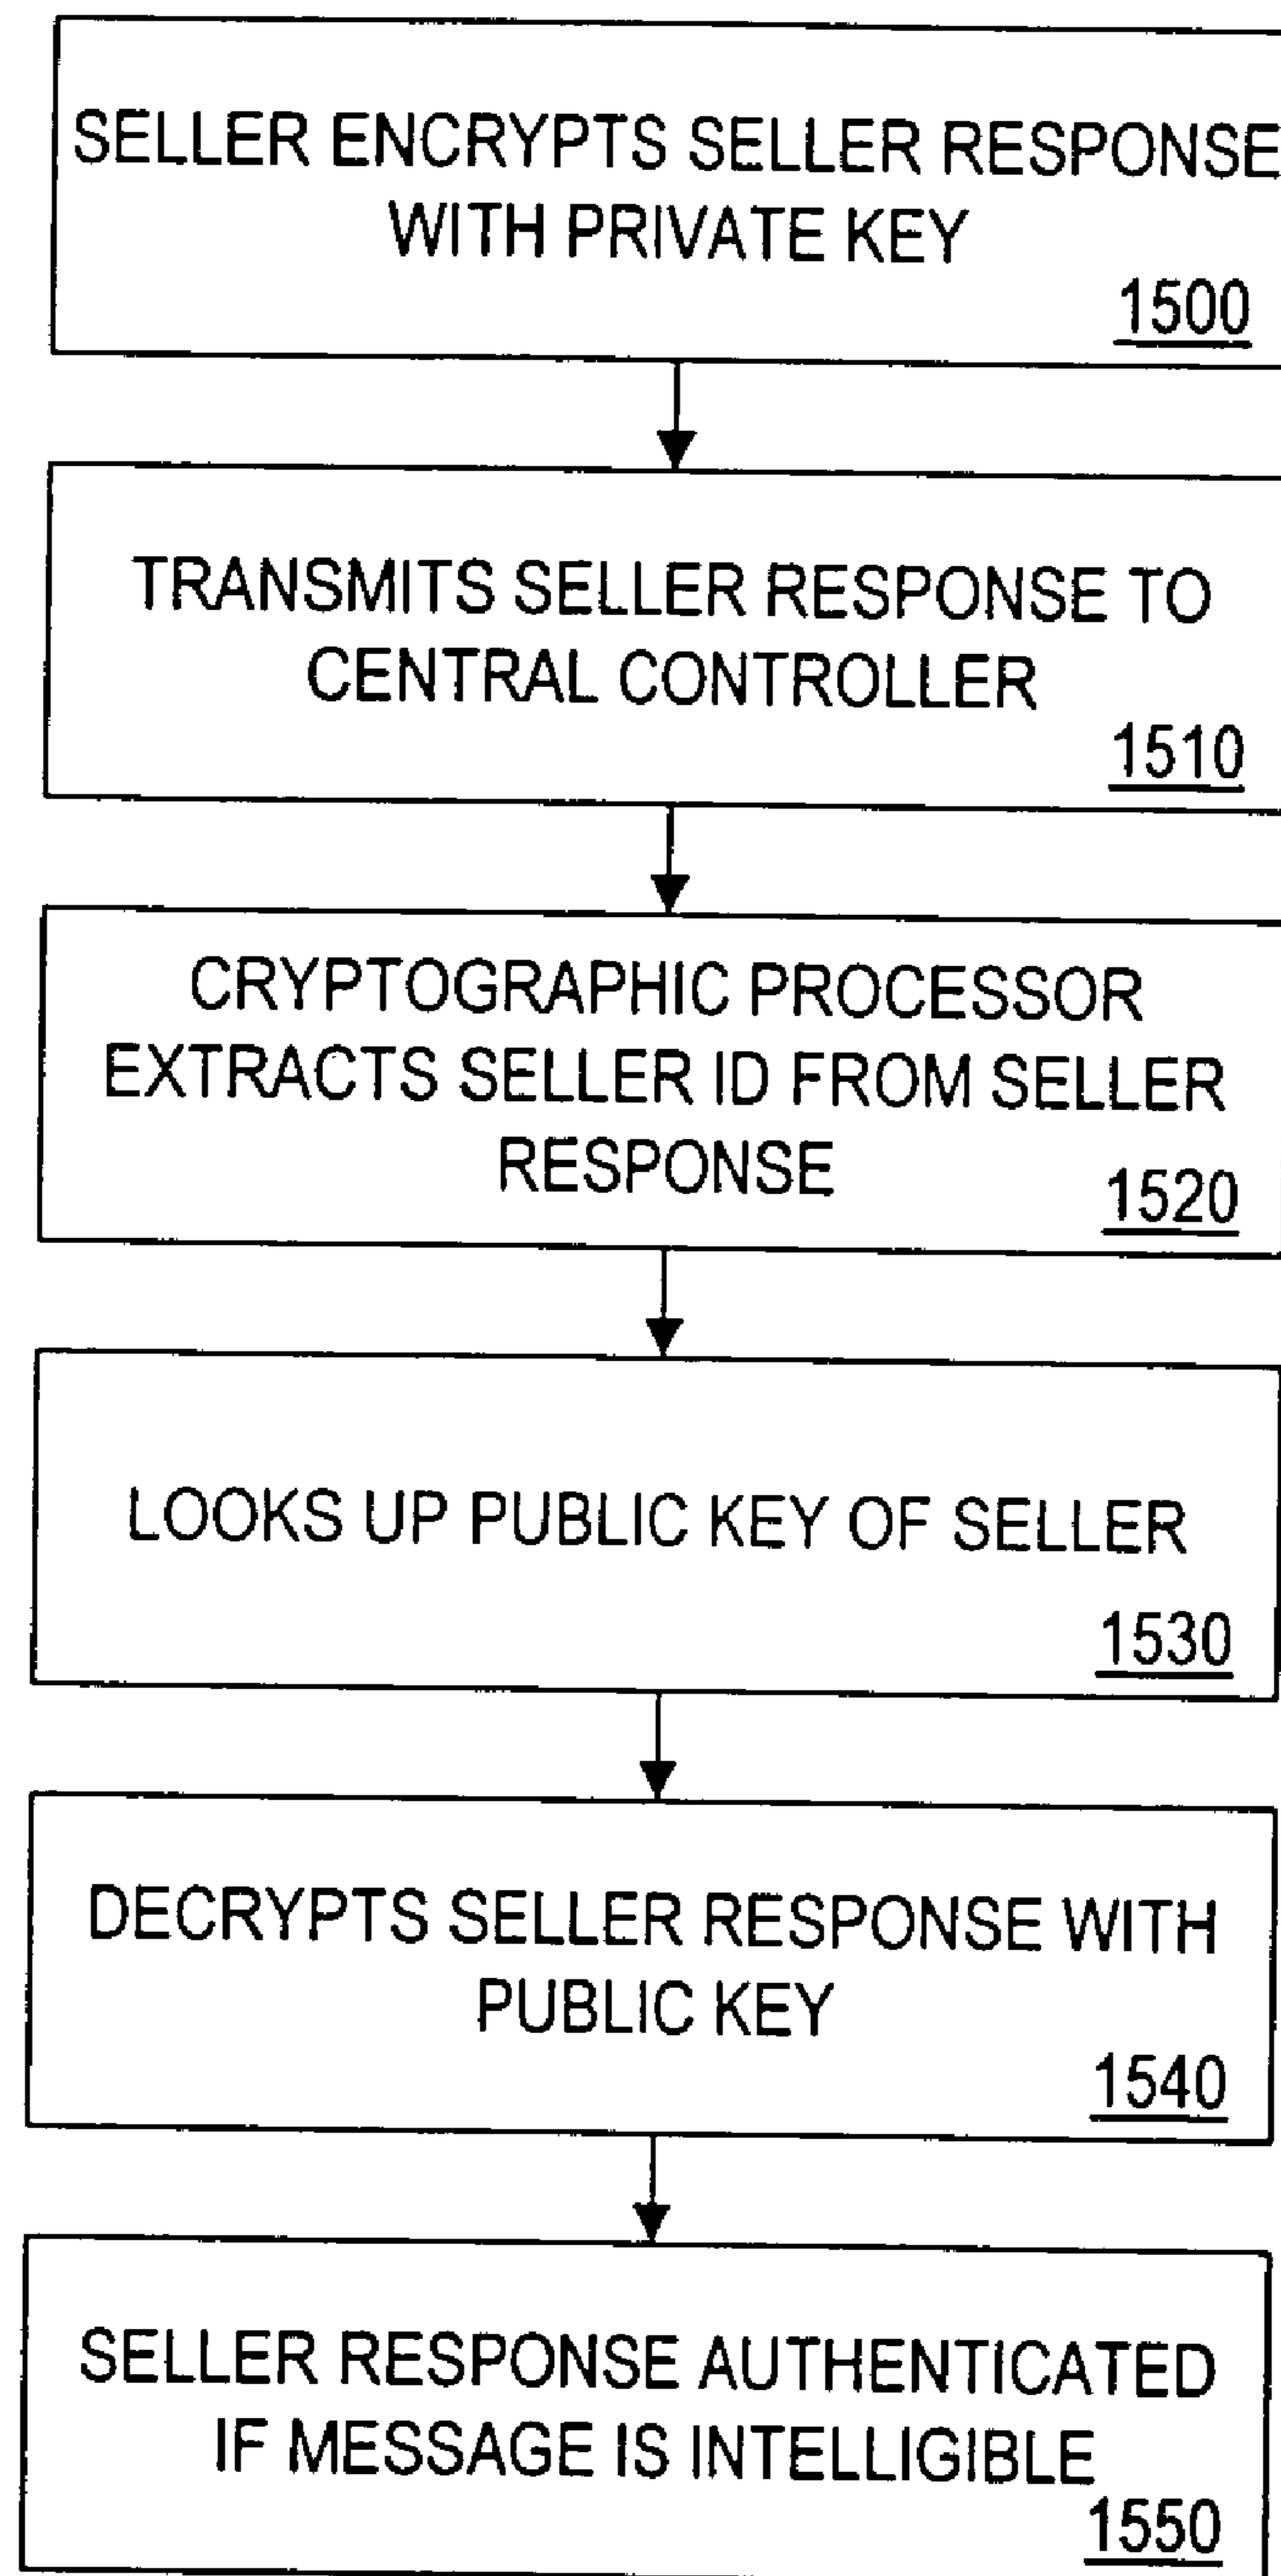 SELLER ENCRYPTS SELLER RESPONSE
WITH PRIVATE KEY
1500
TRANSMITS SELLER RESPONSE TO
CENTRAL CONTROLLER
1510
CRYPTOGRAPHIC PROCESSOR
EXTRACTS SELLER ID FROM SELLER
RESPONSE
1520
LOOKS UP PUBLIC KEY OF SELLER
1530
DECRYPTS SELLER RESPONSE WITH
PUBLIC KEY
1540
SELLER RESPONSE AUTHENTICATED
IF MESSAGE IS INTELLIGIBLE
1550